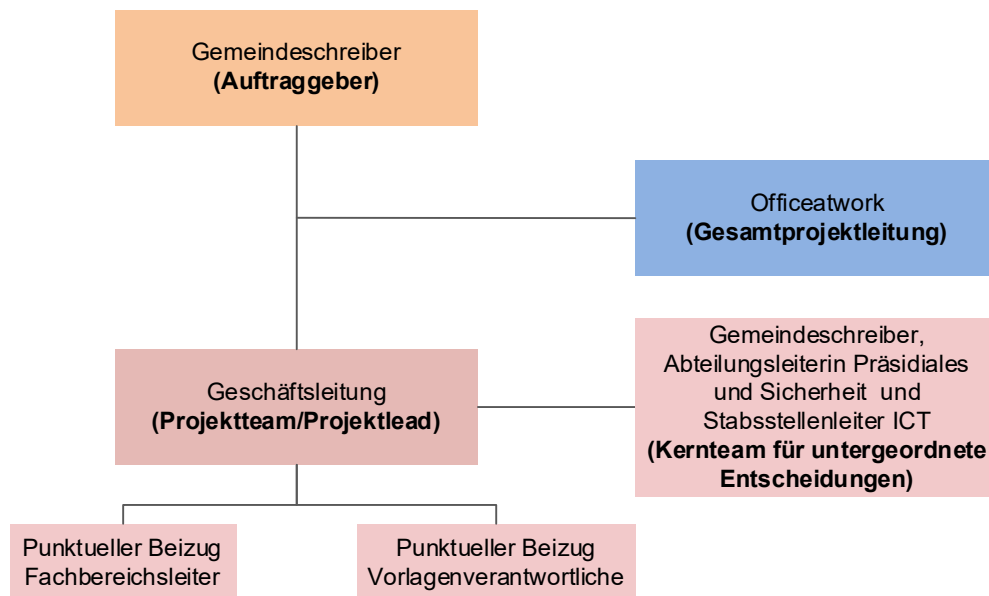 Gemeindeschreiber
(Auftraggeber)
Officeatwork
(Gesamtprojektleitung)
Geschäftsleitung
(Projektteam/Projektlead)
Gemeindeschreiber,
Abteilungsleiterin Präsidiales
und Sicherheit und
Stabsstellenleiter ICT
(Kernteam für untergeordnete
Entscheidungen)
Punktueller Beizug
Fachbereichsleiter
Punktueller Beizug
Vorlagenverantwortliche